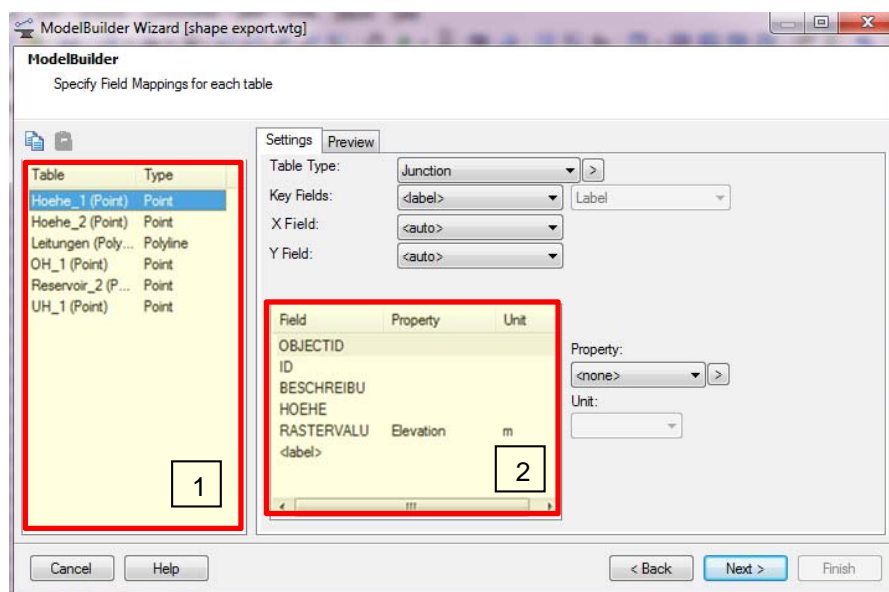 ModelBuilder Wizard [shape export.wtg]
ModelBuilder
Specify Field Mappings for each table
Settings Preview
Table Type
Hoehe_1 (Point) Point
Hoehe_2 (Point) Point
Leitungen (Poly... Polyline
OH_1 (Point) Point
Reservoir_2 (P... Point
UH_1 (Point) Point
1
Table Type: Junction >
Key Fields: <label> Label
X Field: <auto>
Y Field: <auto>
Field Property Unit
OBJECTID
ID
BESCHREIBU
HOEHE
RASTERVALU Elevation m
<label>
2
Property:
<none> >
Unit:
Cancel Help < Back Next > Finish